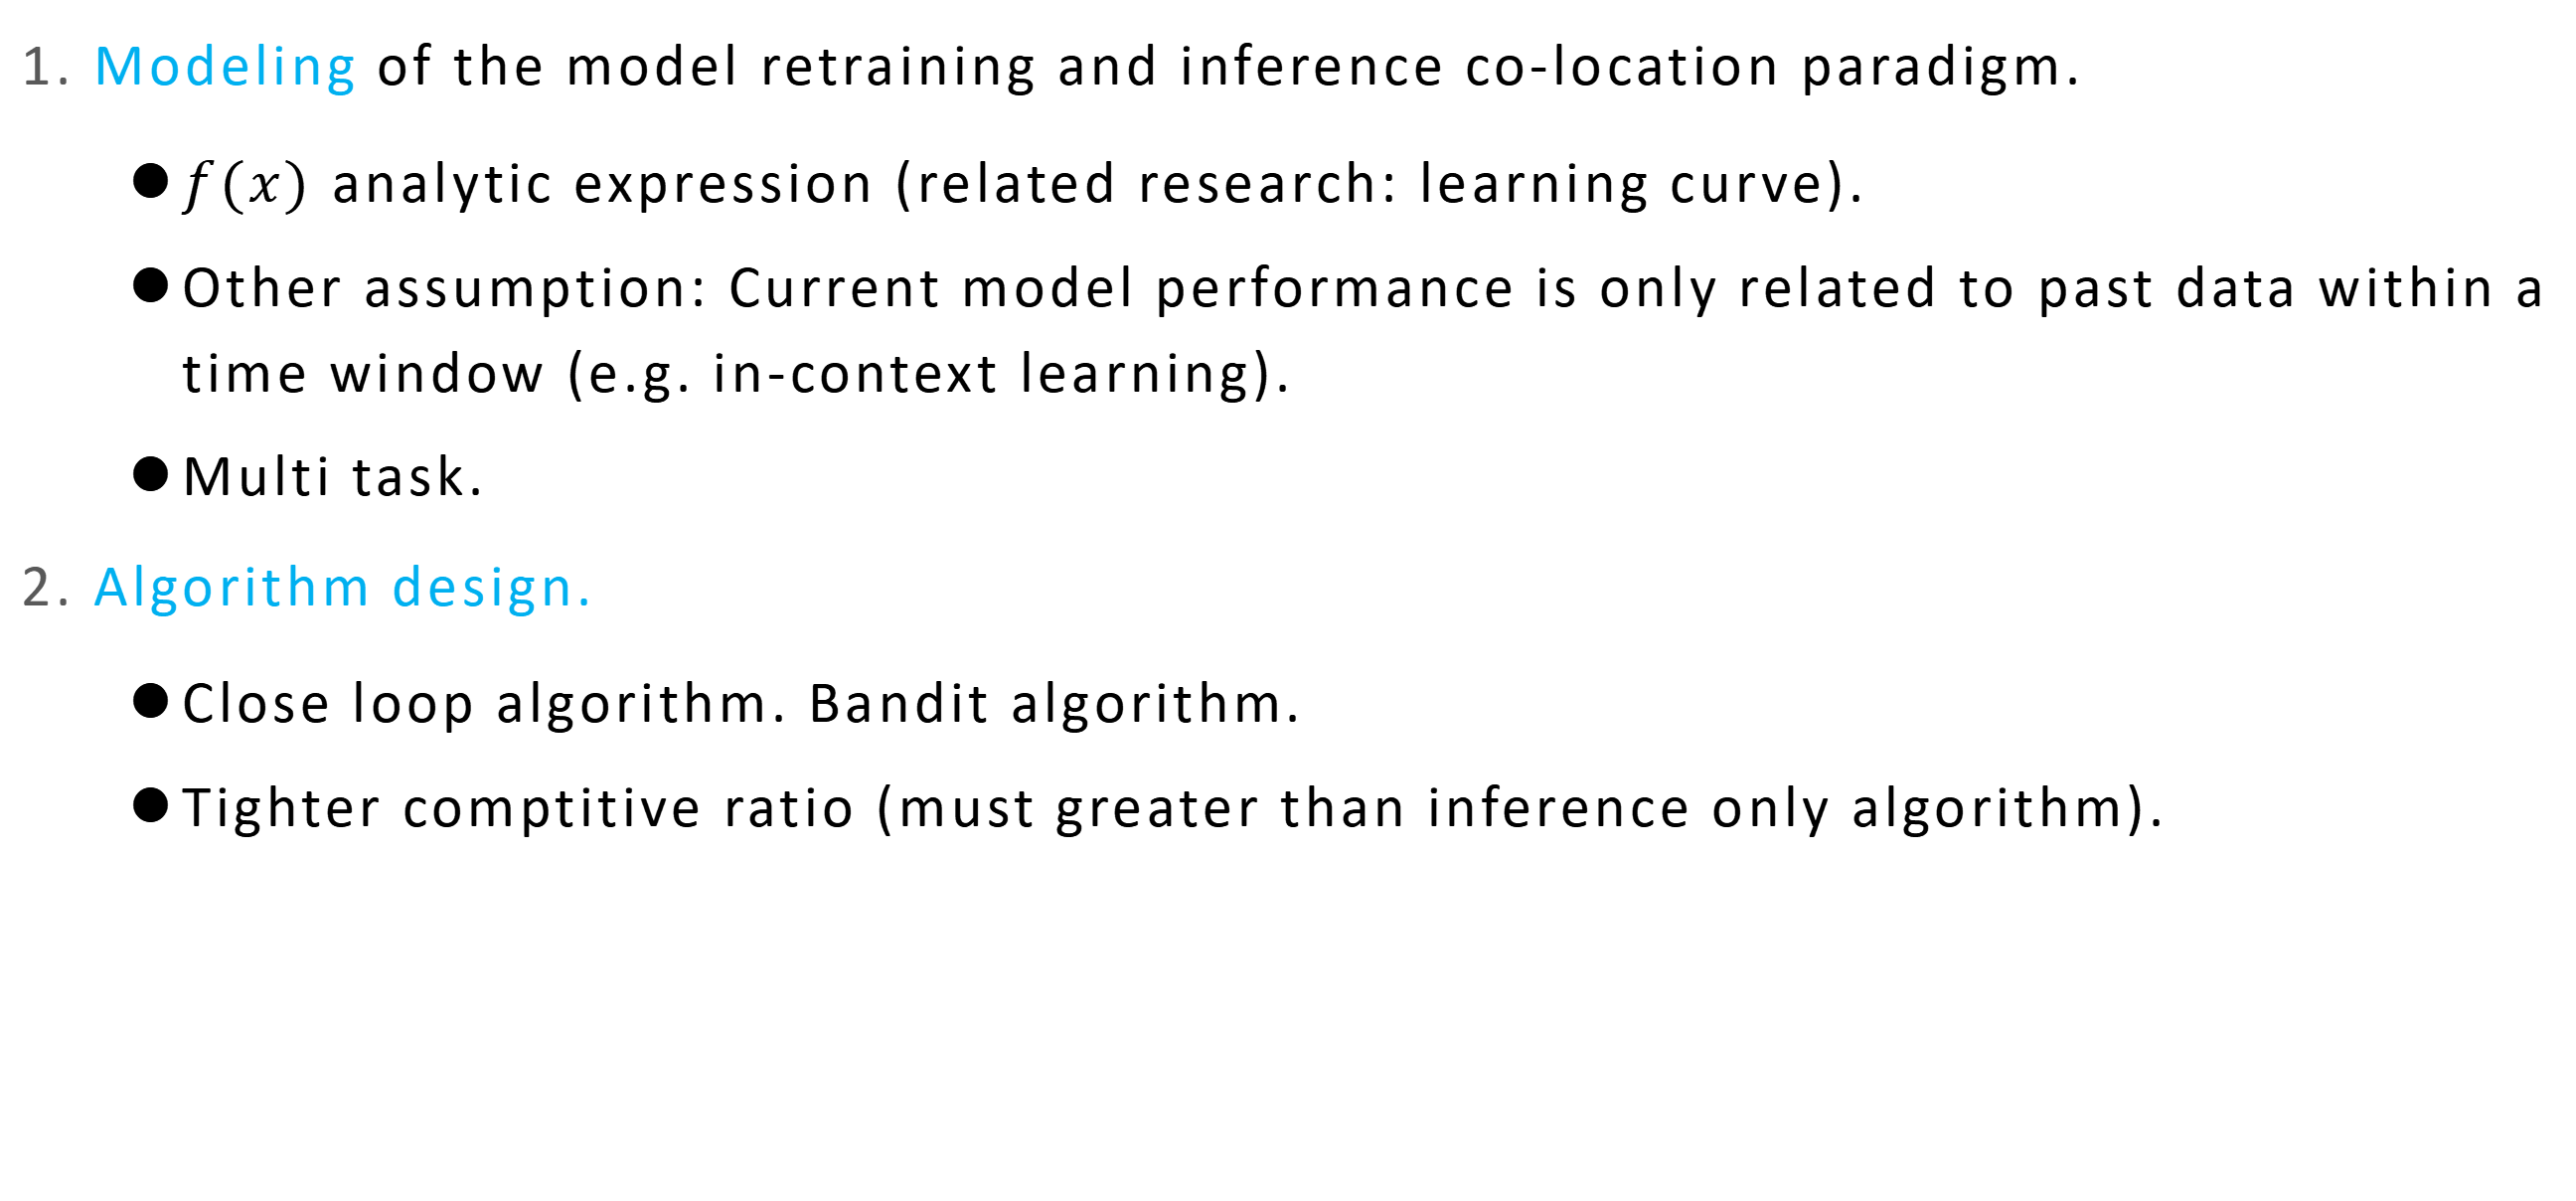 1. Modeling of the model retraining and inference co-location paradigm.
● f(x) analytic expression (related research: learning curve).
● Other assumption: Current model performance is only related to past data within a
time window (e.g. in-context learning).
● Multi task.
2. Algorithm design.
● Close loop algorithm. Bandit algorithm.
● Tighter comptitive ratio (must greater than inference only algorithm).